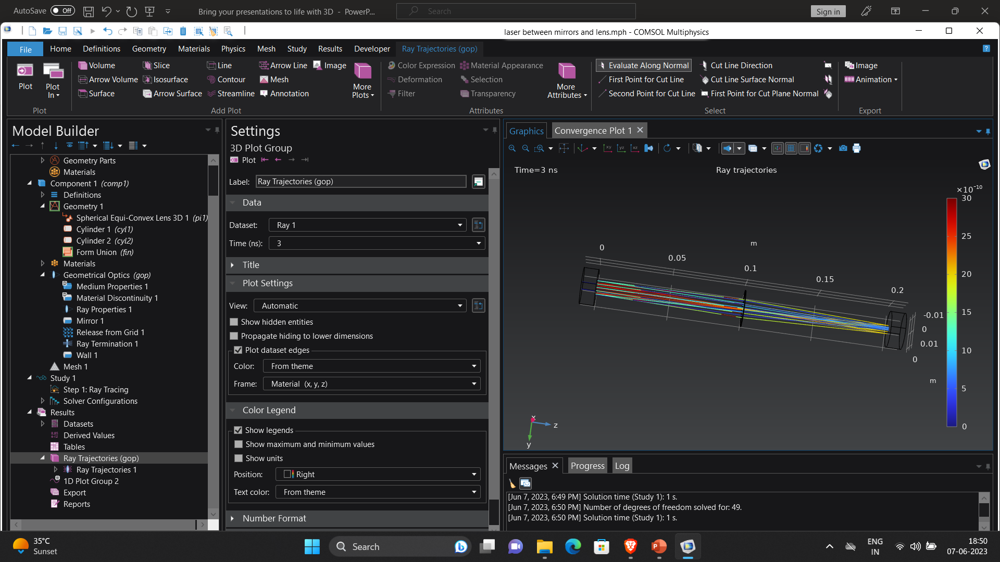 AutoSave Off Bring your presentations to life with 3D - PowerP... Search Sign in
laser between mirrors and lens.mph - COMSOL Multiphysics
File Home Definitions Geometry Materials Physics Mesh Study Results Developer Ray Trajectories (gop) ?
Plot
Plot In
Plot
Volume
Arrow Volume
Surface
Slice
Isosurface
Arrow Surface
Line
Contour
Streamline
Arrow Line
Mesh
Annotation
Image
More Plots
Add Plot
Color Expression
Deformation
Filter
Material Appearance
Selection
Transparency
More Attributes
Attributes
Evaluate Along Normal
First Point for Cut Line
Second Point for Cut Line
Cut Line Direction
Cut Line Surface Normal
First Point for Cut Plane Normal
Select
Image
Animation
Export
Model Builder
Geometry Parts
Materials
Component 1 (comp1)
Definitions
Geometry 1
Spherical Equi-Convex Lens 3D 1 (pi1)
Cylinder 1 (cyl1)
Cylinder 2 (cyl2)
Form Union (fin)
Materials
Geometrical Optics (gop)
Medium Properties 1
Material Discontinuity 1
Ray Properties 1
Mirror 1
Release from Grid 1
Ray Termination 1
Wall 1
Mesh 1
Study 1
Step 1: Ray Tracing
Solver Configurations
Results
Datasets
Derived Values
Tables
Ray Trajectories (gop)
Ray Trajectories 1
1D Plot Group 2
Export
Reports
Settings
3D Plot Group
Plot
Label: Ray Trajectories (gop)
Data
Dataset: Ray 1
Time (ns): 3
Title
Plot Settings
View: Automatic
Show hidden entities
Propagate hiding to lower dimensions
Plot dataset edges
Color: From theme
Frame: Material (x, y, z)
Color Legend
Show legends
Show maximum and minimum values
Show units
Position: Right
Text color: From theme
Number Format
Graphics Convergence Plot 1
xy yz xz
Time=3 ns Ray trajectories
×10⁻¹⁰
30
25
20
15
10
5
0
0 0.05 0.1 0.15 0.2
m
-0.01
0
0.01
0
m
x
z
y
Messages Progress Log
[Jun 7, 2023, 6:49 PM] Solution time (Study 1): 1 s.
[Jun 7, 2023, 6:50 PM] Number of degrees of freedom solved for: 49.
[Jun 7, 2023, 6:50 PM] Solution time (Study 1): 1 s.
35°C
Sunset
Search
ENG
IN
18:50
07-06-2023